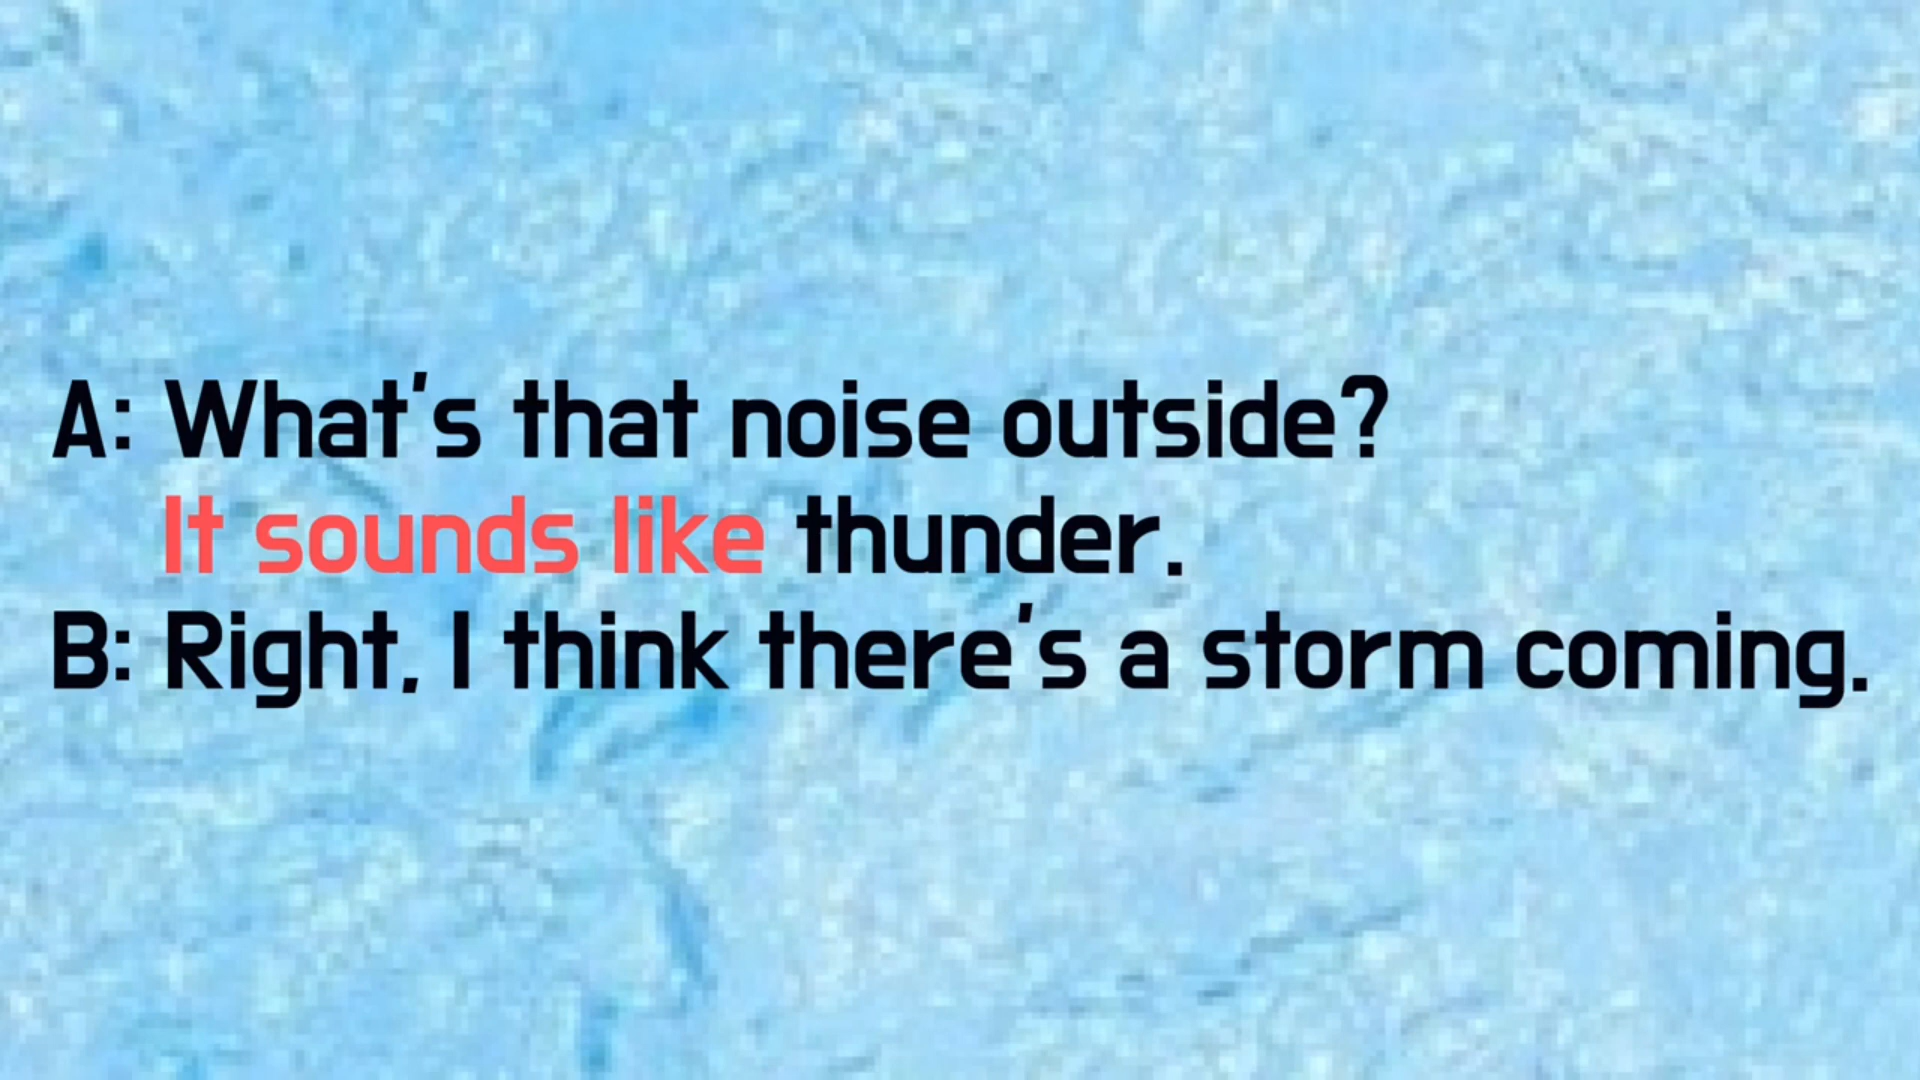 A: What's that noise outside?
It sounds like thunder.
B: Right, I think there's a storm coming.